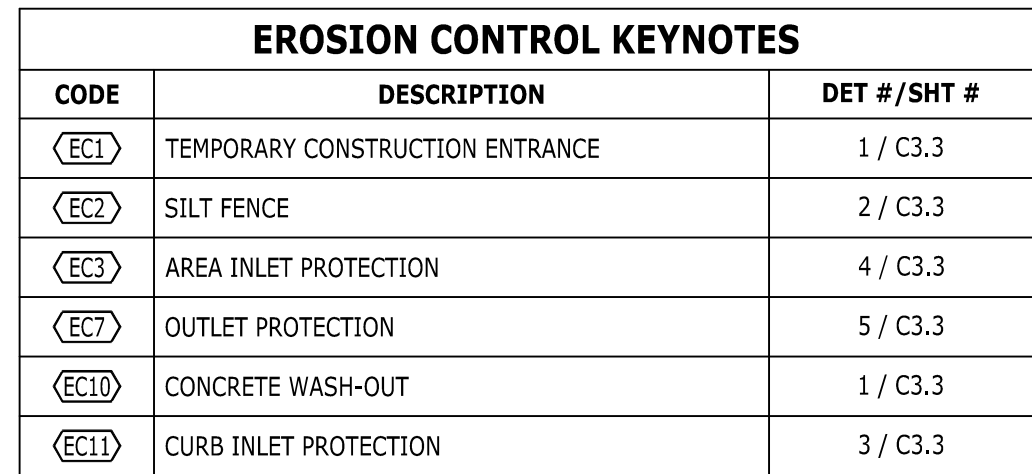 EROSION CONTROL KEYNOTES
CODE DESCRIPTION DET #/SHT #
EC1 TEMPORARY CONSTRUCTION ENTRANCE 1 / C3.3
EC2 SILT FENCE 2 / C3.3
EC3 AREA INLET PROTECTION 4 / C3.3
EC7 OUTLET PROTECTION 5 / C3.3
EC10 CONCRETE WASH-OUT 1 / C3.3
EC11 CURB INLET PROTECTION 3 / C3.3